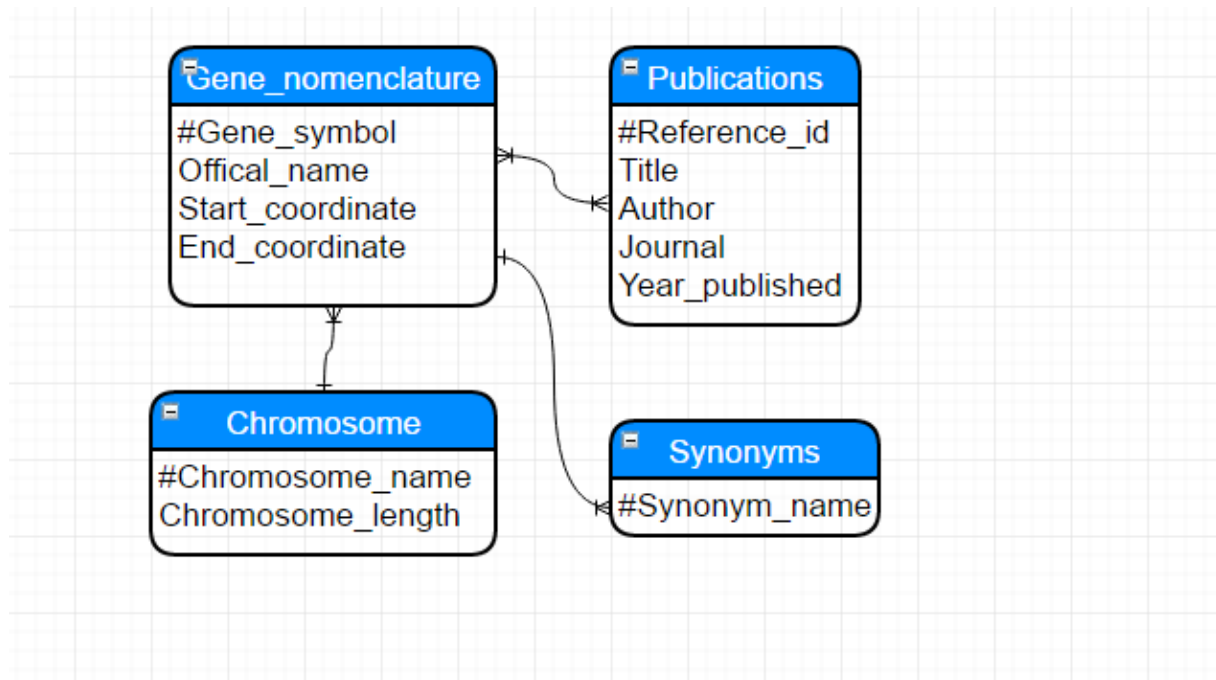 Gene_nomenclature
#Gene_symbol
Offical_name
Start_coordinate
End_coordinate
Publications
#Reference_id
Title
Author
Journal
Year_published
Chromosome
#Chromosome_name
Chromosome_length
Synonyms
#Synonym_name